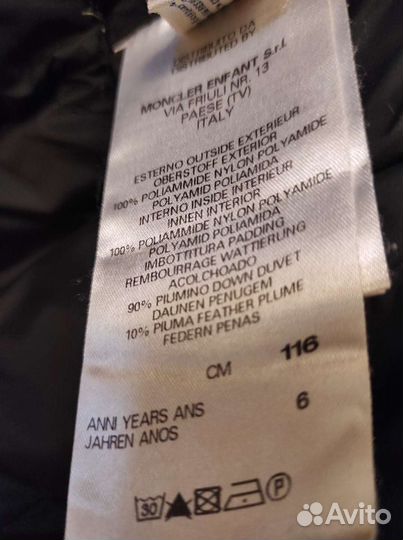 DISTRIBUITO DA
DISTRIBUTED BY
MONCLER ENFANT S.r.l.
VIA FRIULI NR. 13
PAESE (TV)
ITALY
ESTERNO OUTSIDE EXTERIEUR
OBERSTOFF EXTERIOR
100% POLIAMMIDE NYLON POLYAMIDE
POLYAMID POLIAMIDA
INTERNO INSIDE INTERIEUR
INNEN INTERIOR
100% POLIAMMIDE NYLON POLYAMIDE
POLYAMID POLIAMIDA
IMBOTTITURA PADDING
REMBOURRAGE WATTIERUNG
ACOLCHOADO
90% PIUMINO DOWN DUVET
DAUNEN PENUGEM
10% PIUMA FEATHER PLUME
FEDERN PENAS
CM 116
ANNI YEARS ANS 6
JAHREN ANOS
30 P
Avito